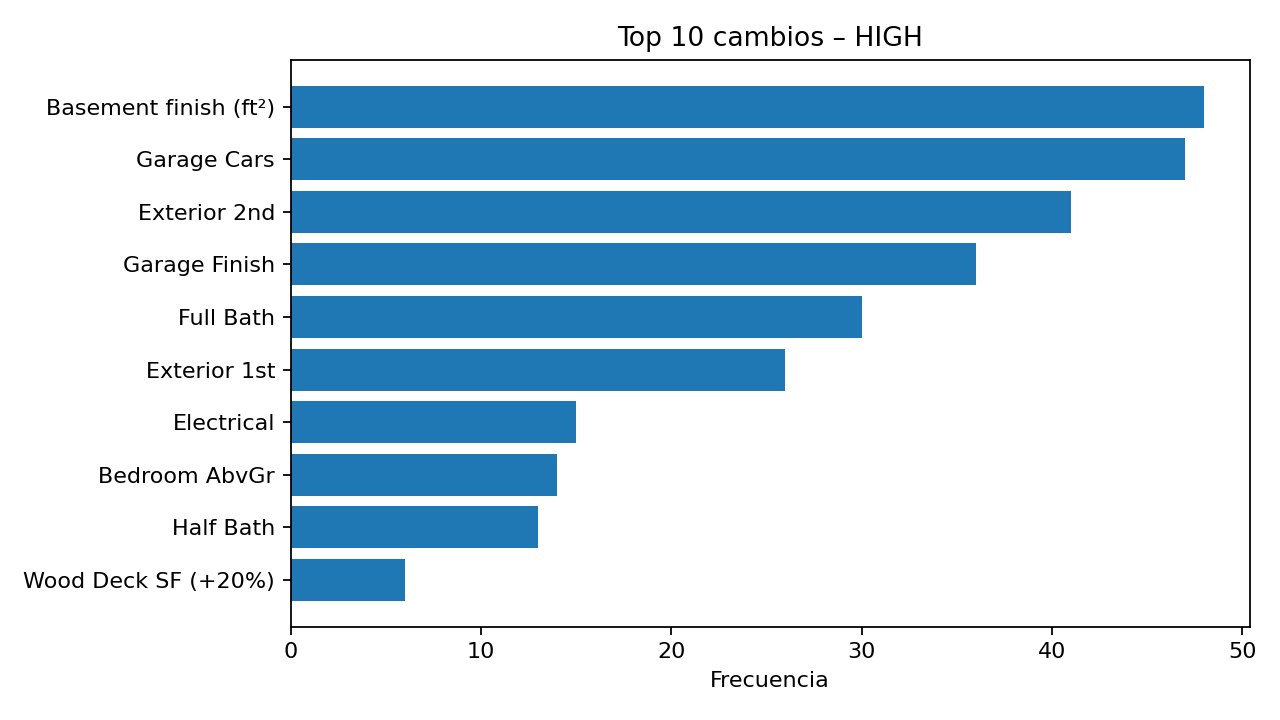 Top 10 cambios – HIGH
Basement finish (ft²)
Garage Cars
Exterior 2nd
Garage Finish
Full Bath
Exterior 1st
Electrical
Bedroom AbvGr
Half Bath
Wood Deck SF (+20%)
0 10 20 30 40 50
Frecuencia